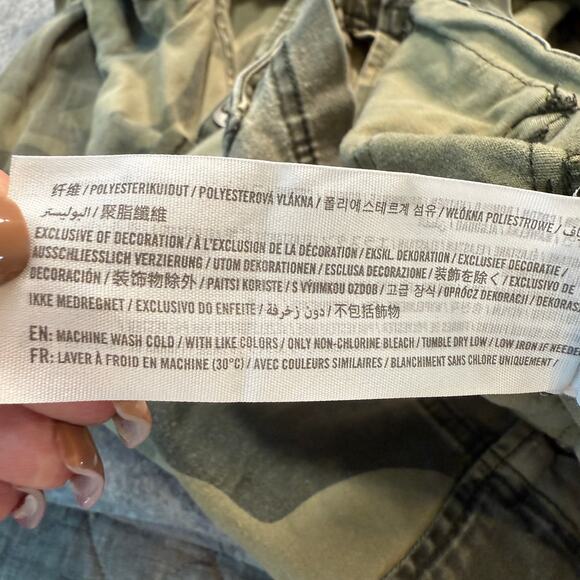 纤维 / POLYESTERIKUIDUT / POLYESTEROVÁ VLÁKNA / 폴리에스테르계 섬유 / WŁÓKNA POLIESTROWE /
البوليستر / 聚脂纖維
EXCLUSIVE OF DECORATION / À L'EXCLUSION DE LA DÉCORATION / EKSKL. DEKORATION / EXCLUSIEF DECORATIE /
AUSSCHLIESSLICH VERZIERUNG / UTOM DEKORATIONEN / ESCLUSA DECORAZIONE / 装飾を除く / EXCLUSIVO DE
DECORACIÓN / 装饰物除外 / PAITSI KORISTE / S VÝJIMKOU OZDOB / 고급 장식 / OPRÓCZ DEKORACJI / DEKORASJON
IKKE MEDREGNET / EXCLUSIVO DO ENFEITE / دون زخرفة / 不包括飾物
EN: MACHINE WASH COLD / WITH LIKE COLORS / ONLY NON-CHLORINE BLEACH / TUMBLE DRY LOW / LOW IRON IF NEEDED
FR: LAVER À FROID EN MACHINE (30°C) / AVEC COULEURS SIMILAIRES / BLANCHIMENT SANS CHLORE UNIQUEMENT /